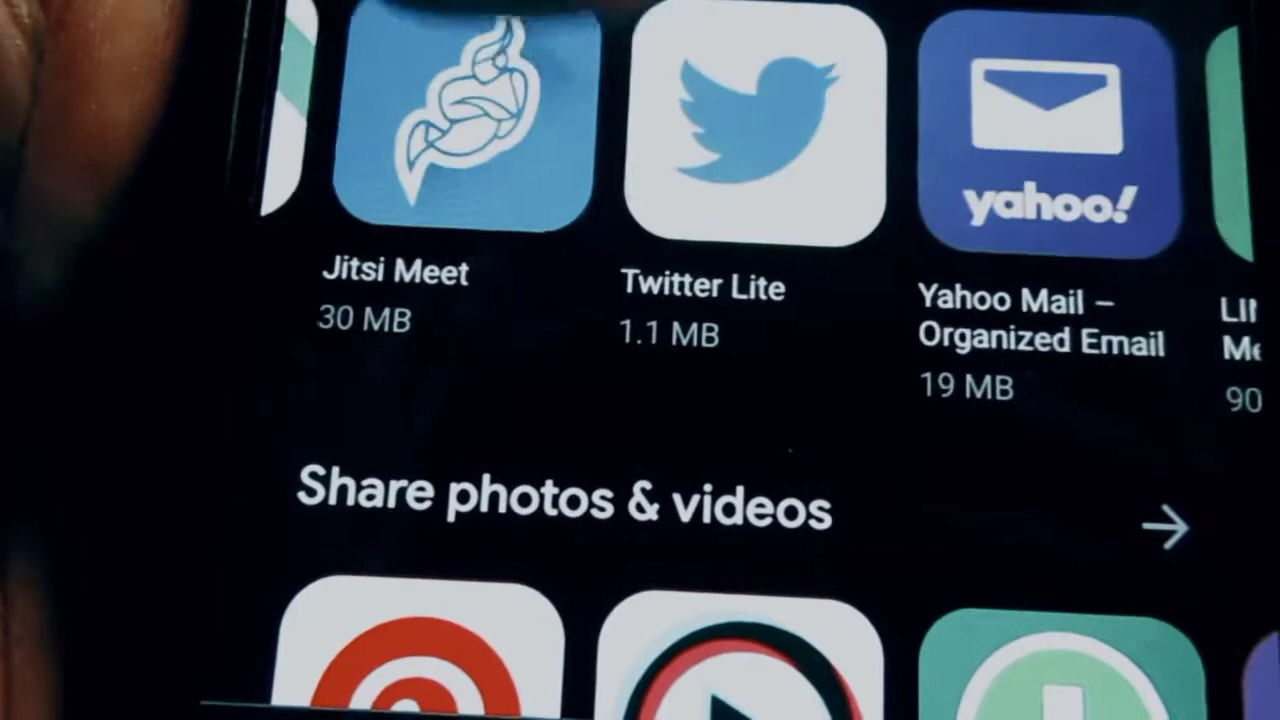 yahoo!
Jitsi Meet
30 MB
Twitter Lite
1.1 MB
Yahoo Mail –
Organized Email
19 MB
90
Share photos & videos